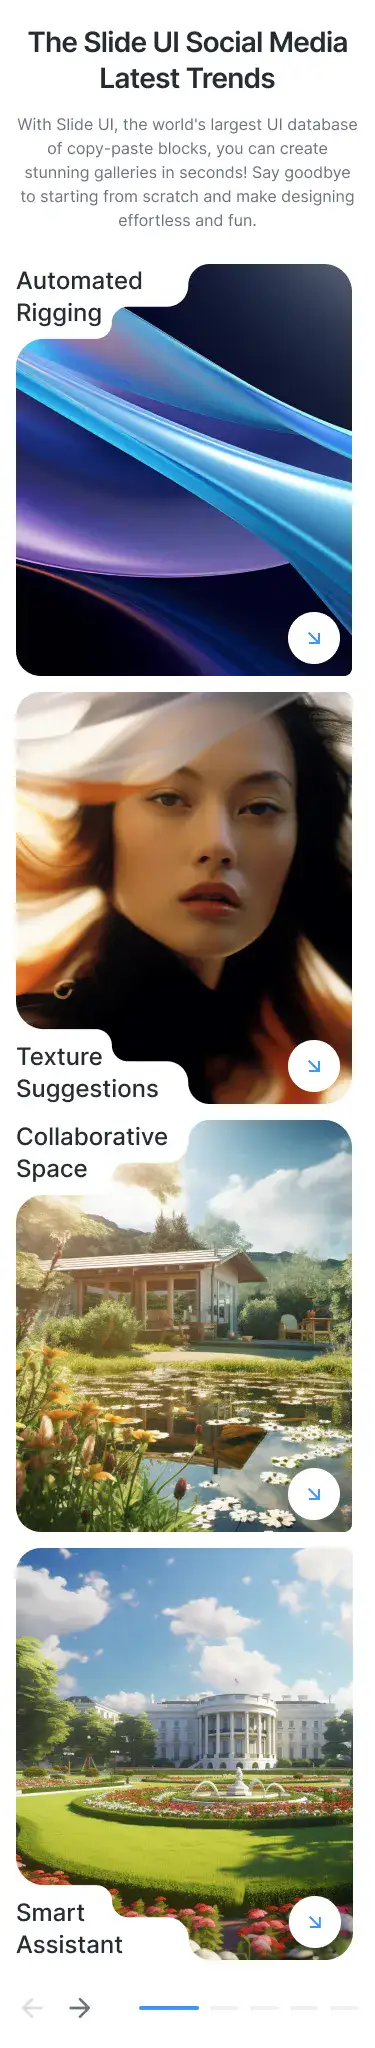 The Slide UI Social Media
Latest Trends
With Slide UI, the world's largest UI database
of copy-paste blocks, you can create
stunning galleries in seconds! Say goodbye
to starting from scratch and make designing
effortless and fun.
Automated
Rigging
Texture
Suggestions
Collaborative
Space
Smart
Assistant